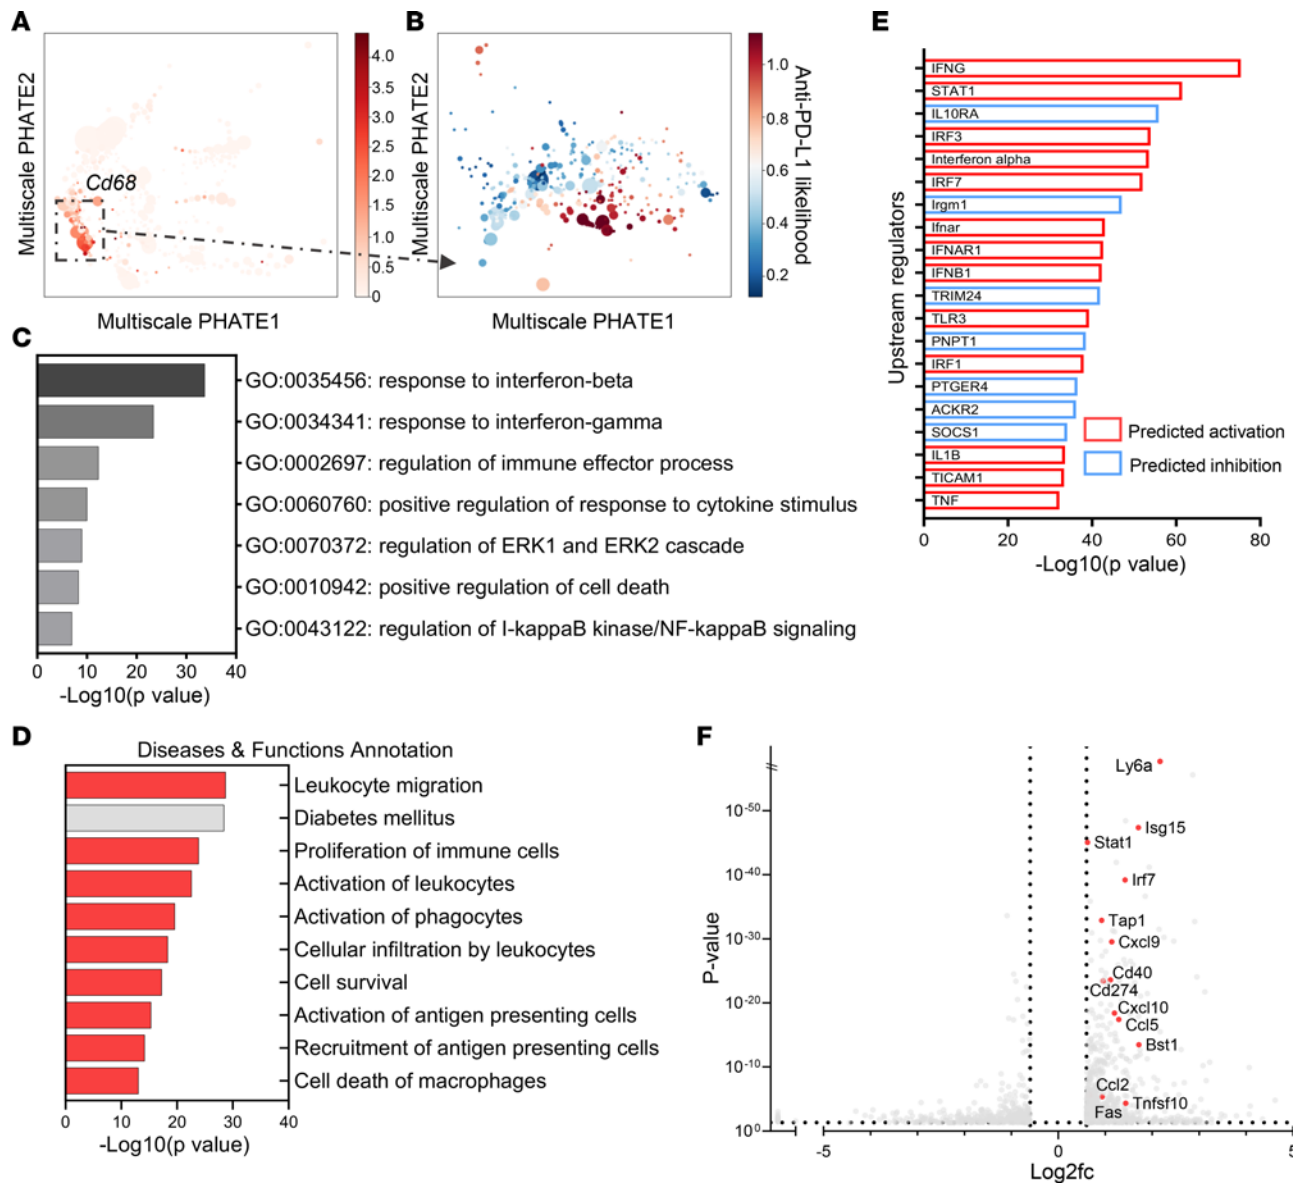 A
Multiscale PHATE2
Cd68
4.0
3.5
3.0
2.5
2.0
1.5
1.0
0.5
0
Multiscale PHATE1
B
Multiscale PHATE2
1.0
0.8
0.6
0.4
0.2
Anti-PD-L1 likelihood
Multiscale PHATE1
C
GO:0035456: response to interferon-beta
GO:0034341: response to interferon-gamma
GO:0002697: regulation of immune effector process
GO:0060760: positive regulation of response to cytokine stimulus
GO:0070372: regulation of ERK1 and ERK2 cascade
GO:0010942: positive regulation of cell death
GO:0043122: regulation of I-kappaB kinase/NF-kappaB signaling
0 10 20 30 40
-Log10(p value)
D
Diseases & Functions Annotation
Leukocyte migration
Diabetes mellitus
Proliferation of immune cells
Activation of leukocytes
Activation of phagocytes
Cellular infiltration by leukocytes
Cell survival
Activation of antigen presenting cells
Recruitment of antigen presenting cells
Cell death of macrophages
0 10 20 30 40
-Log10(p value)
E
Upstream regulators
IFNG
STAT1
IL10RA
IRF3
Interferon alpha
IRF7
Irgm1
Ifnar
IFNAR1
IFNB1
TRIM24
TLR3
PNPT1
IRF1
PTGER4
ACKR2
SOCS1
IL1B
TICAM1
TNF
Predicted activation
Predicted inhibition
0 20 40 60 80
-Log10(p value)
F
P-value
10-50
10-40
10-30
10-20
10-10
100
Ly6a
Isg15
Stat1
Irf7
Tap1
Cxcl9
Cd40
Cd274
Cxcl10
Ccl5
Bst1
Ccl2
Fas
Tnfsf10
-5 0 5
Log2fc